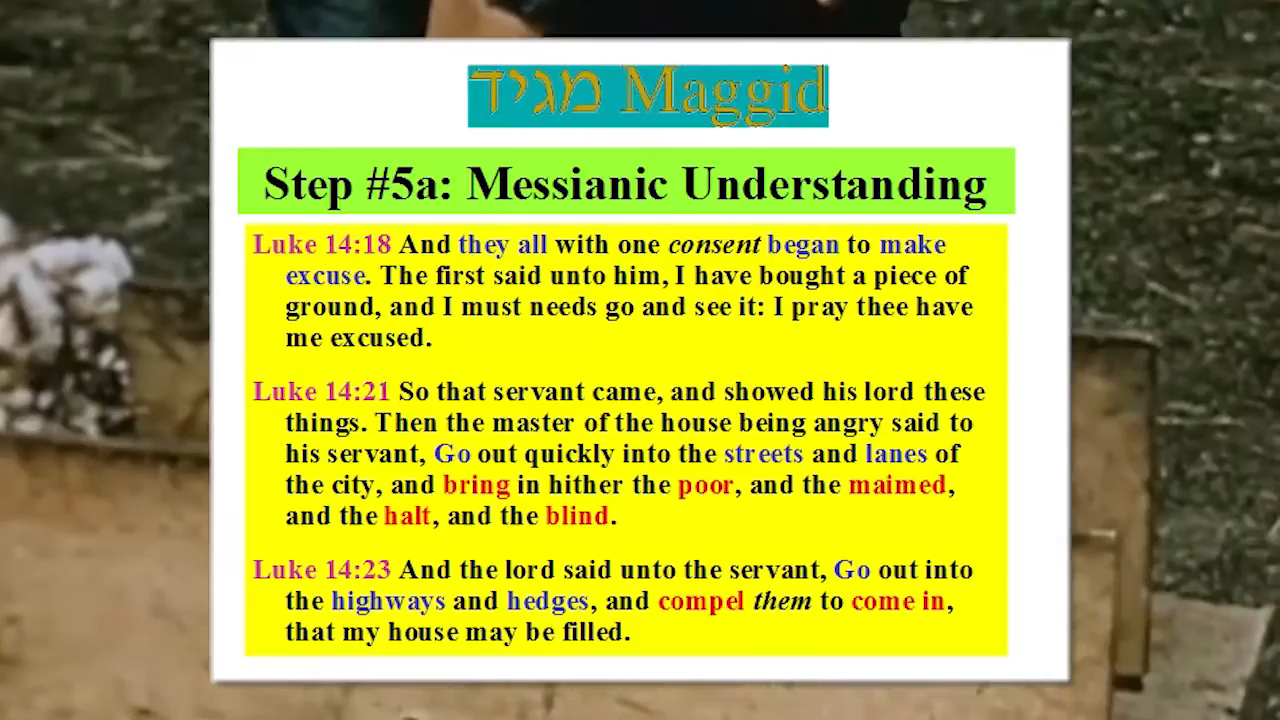 מגיד Maggid
Step #5a: Messianic Understanding
Luke 14:18 And they all with one consent began to make
excuse. The first said unto him, I have bought a piece of
ground, and I must needs go and see it: I pray thee have
me excused.
Luke 14:21 So that servant came, and showed his lord these
things. Then the master of the house being angry said to
his servant, Go out quickly into the streets and lanes of
the city, and bring in hither the poor, and the maimed,
and the halt, and the blind.
Luke 14:23 And the lord said unto the servant, Go out into
the highways and hedges, and compel them to come in,
that my house may be filled.